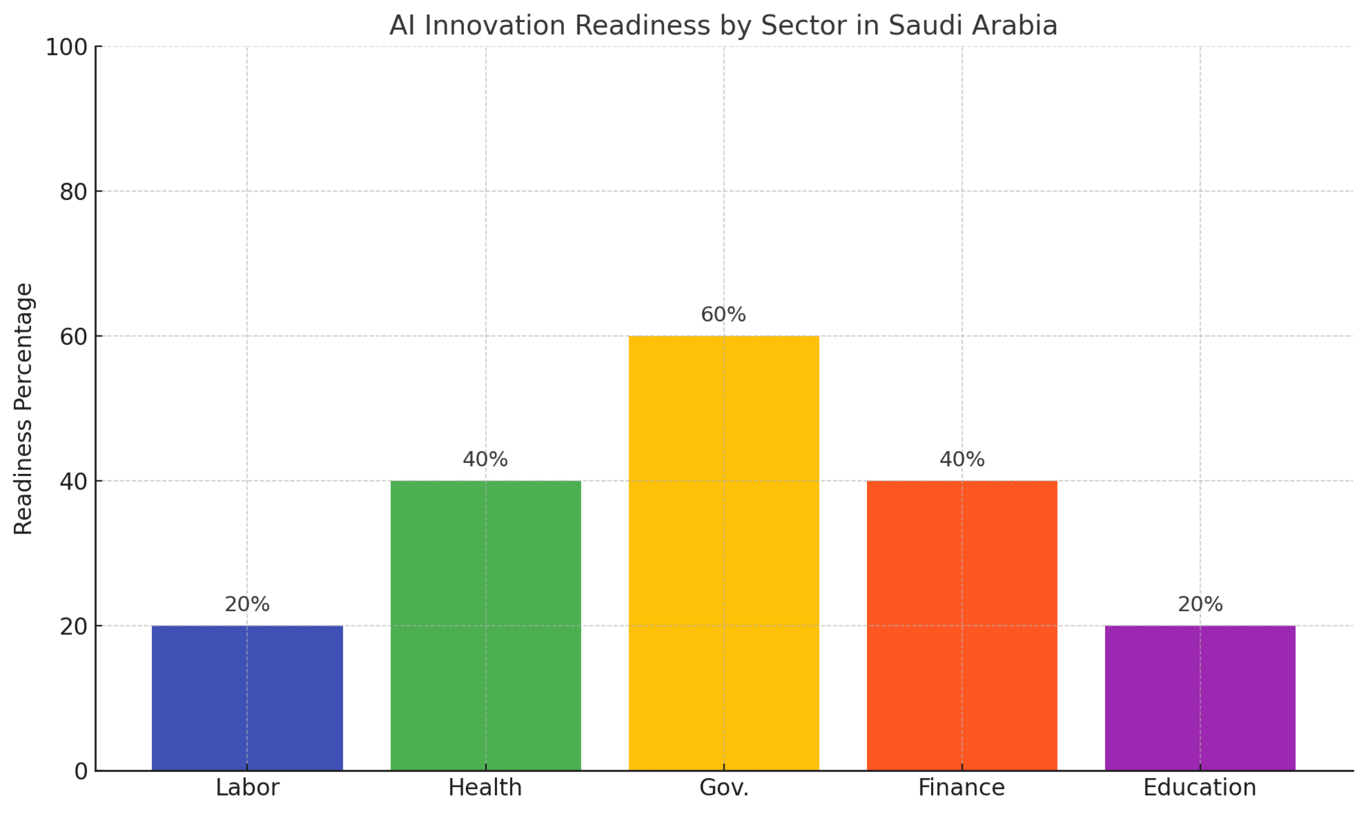 AI Innovation Readiness by Sector in Saudi Arabia
Readiness Percentage
100
80
60
40
20
0
20%
40%
60%
40%
20%
Labor
Health
Gov.
Finance
Education